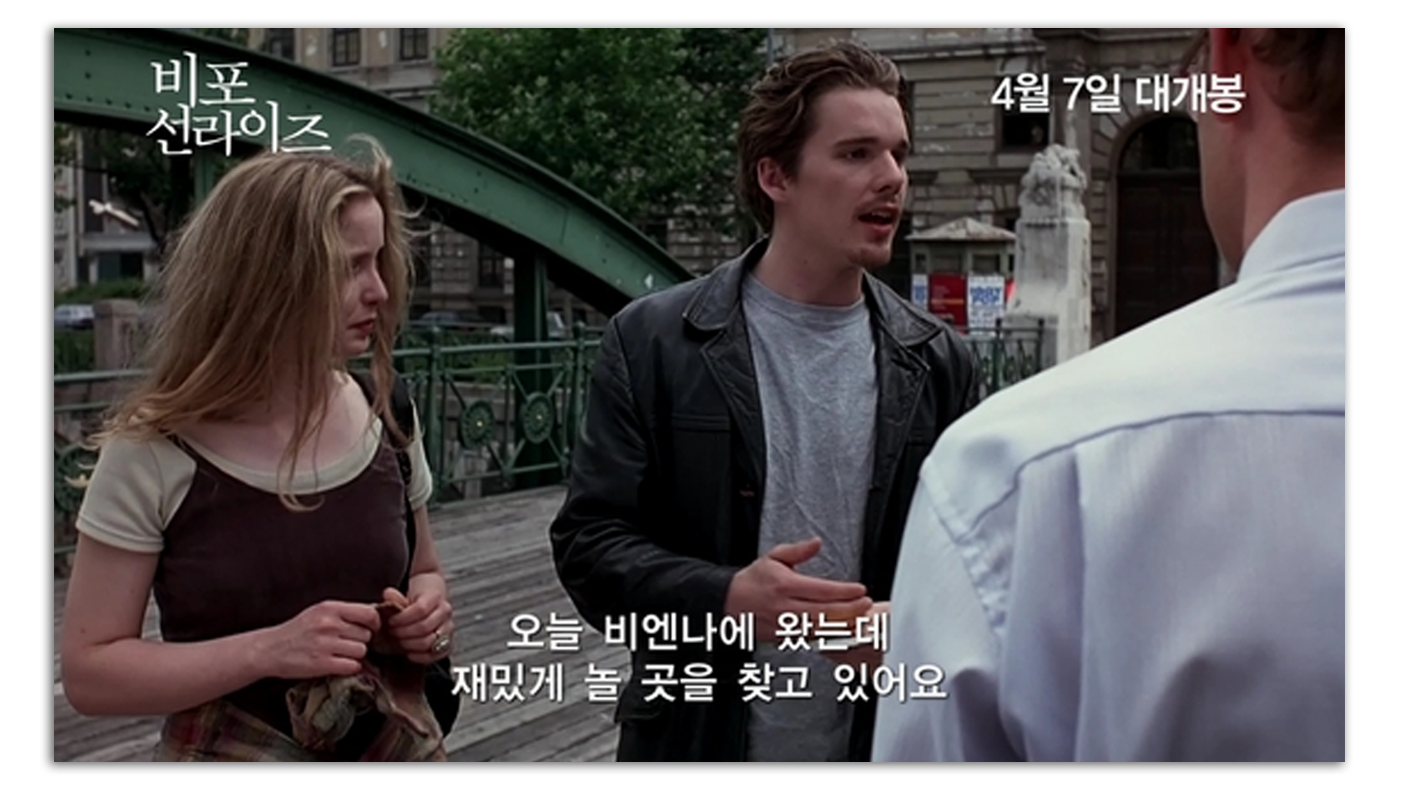 비포
선라이즈
4월 7일 대개봉
오늘 비엔나에 왔는데
재밌게 놀 곳을 찾고 있어요